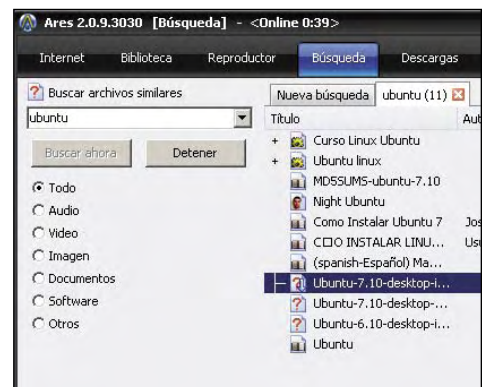 Ares 2.0.9.3030 [Búsqueda] - <Online 0:39>
Internet Biblioteca Reproductor Búsqueda Descargas
Buscar archivos similares
ubuntu
Buscar ahora Detener
Todo
Audio
Video
Imagen
Documentos
Software
Otros
Nueva búsqueda ubuntu (11)
Título Aut
+ Curso Linux Ubuntu
+ Ubuntu linux
MD5SUMS-ubuntu-7.10
Night Ubuntu
Como Instalar Ubuntu 7 Jos
INSTALAR LINU... Usu
(spanish-Español) Ma...
Ubuntu-7.10-desktop-i...
Ubuntu-7.10-desktop-...
Ubuntu-6.10-desktop-i...
Ubuntu